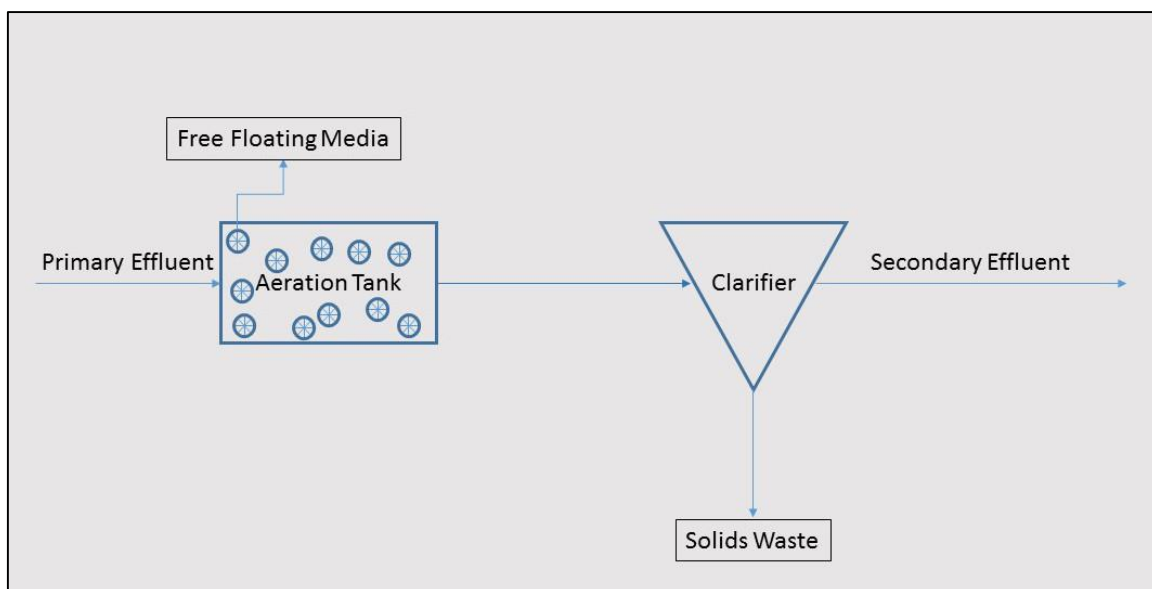 Free Floating Media
Primary Effluent
Aeration Tank
Clarifier
Secondary Effluent
Solids Waste